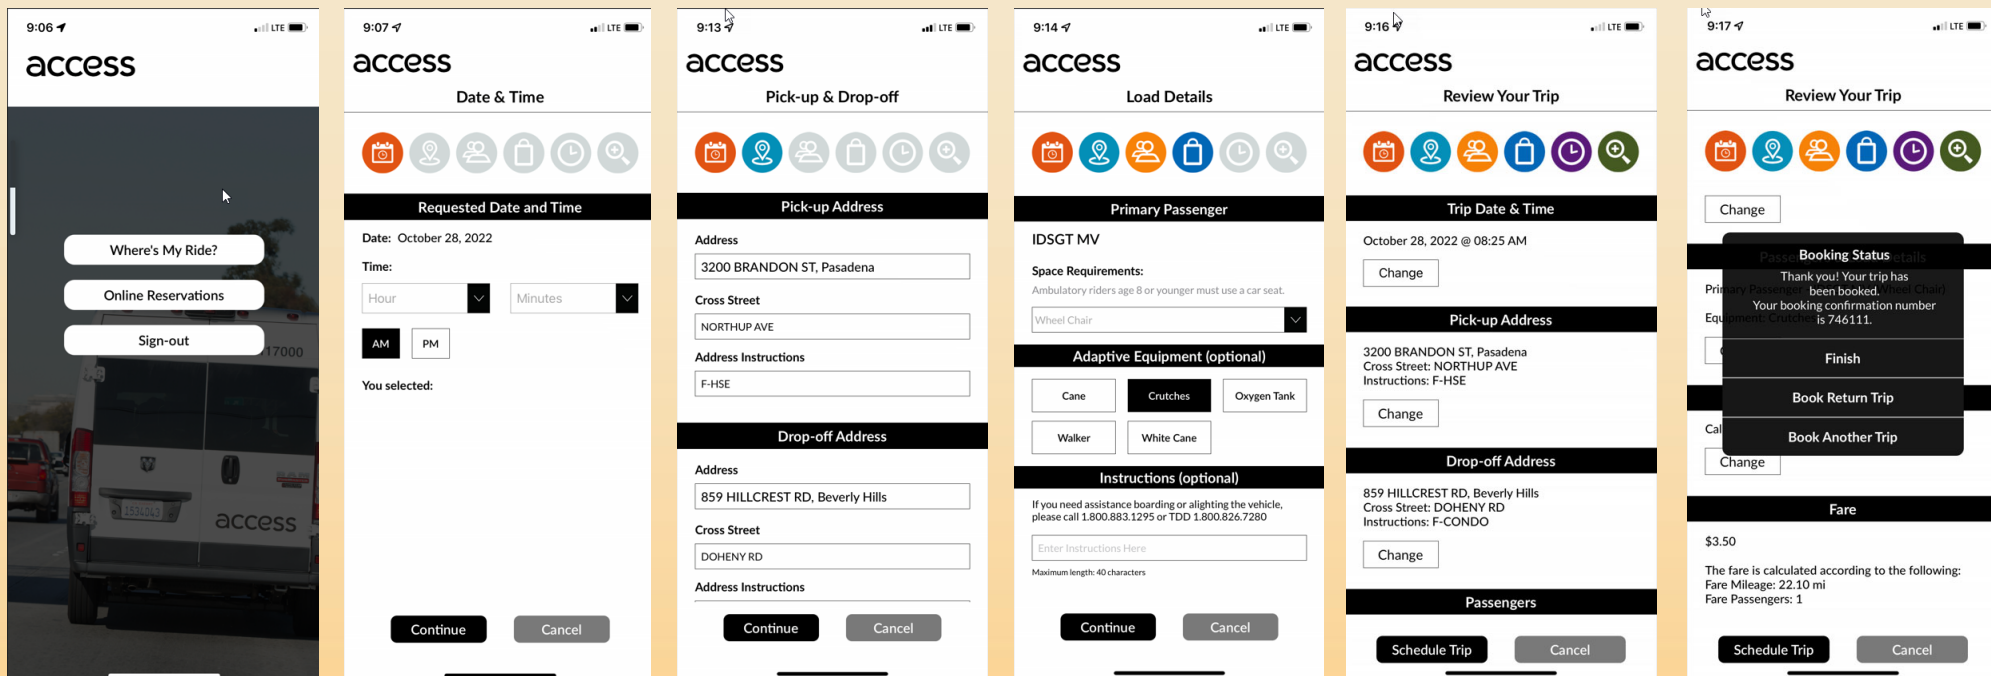 9:06
LTE
access
Where's My Ride?
Online Reservations
Sign-out
17000
1534043
access
9:07
LTE
access
Date & Time
Requested Date and Time
Date: October 28, 2022
Time:
Hour
Minutes
AM
PM
You selected:
Continue
Cancel
9:13
LTE
access
Pick-up & Drop-off
Pick-up Address
Address
3200 BRANDON ST, Pasadena
Cross Street
NORTHUP AVE
Address Instructions
F-HSE
Drop-off Address
Address
859 HILLCREST RD, Beverly Hills
Cross Street
DOHENY RD
Address Instructions
Continue
Cancel
9:14
LTE
access
Load Details
Primary Passenger
IDSGT MV
Space Requirements:
Ambulatory riders age 8 or younger must use a car seat.
Wheel Chair
Adaptive Equipment (optional)
Cane
Crutches
Oxygen Tank
Walker
White Cane
Instructions (optional)
If you need assistance boarding or alighting the vehicle,
please call 1.800.883.1295 or TDD 1.800.826.7280
Enter Instructions Here
Maximum length: 40 characters
Continue
Cancel
9:16
LTE
access
Review Your Trip
Trip Date & Time
October 28, 2022 @ 08:25 AM
Change
Pick-up Address
3200 BRANDON ST, Pasadena
Cross Street: NORTHUP AVE
Instructions: F-HSE
Change
Drop-off Address
859 HILLCREST RD, Beverly Hills
Cross Street: DOHENY RD
Instructions: F-CONDO
Change
Passengers
Schedule Trip
Cancel
9:17
LTE
access
Review Your Trip
Change
Booking Status
Thank you! Your trip has
been booked.
Your booking confirmation number
is 746111.
Finish
Book Return Trip
Book Another Trip
Change
Fare
$3.50
The fare is calculated according to the following:
Fare Mileage: 22.10 mi
Fare Passengers: 1
Schedule Trip
Cancel